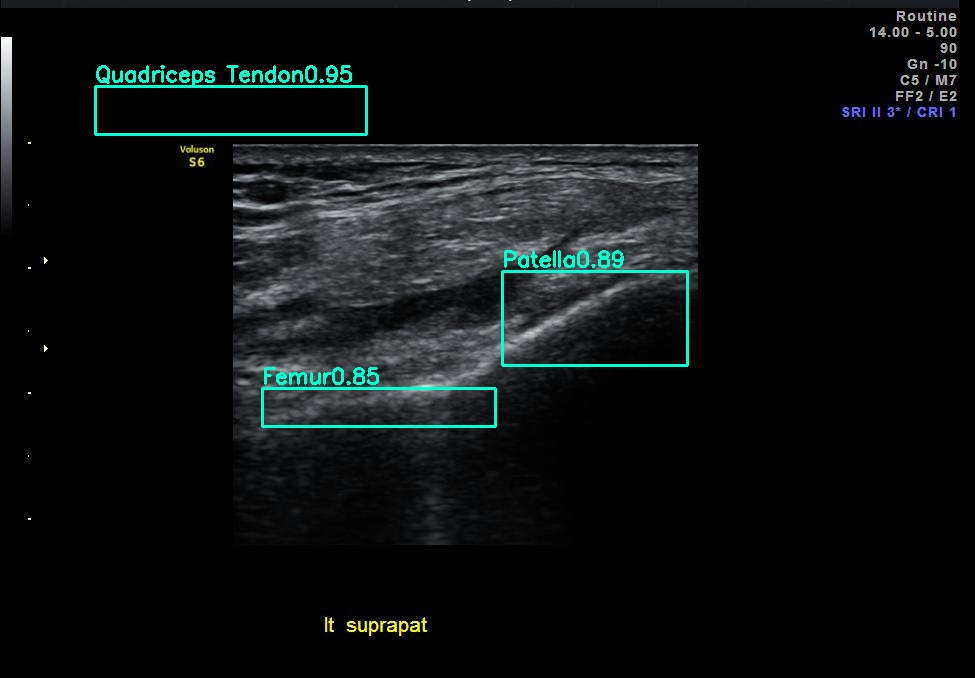 Routine
14.00 - 5.00
90
Gn -10
C5 / M7
FF2 / E2
SRI II 3* / CRI 1
Quadriceps Tendon0.95
Voluson
S6
Patella0.89
Femur0.85
lt suprapat